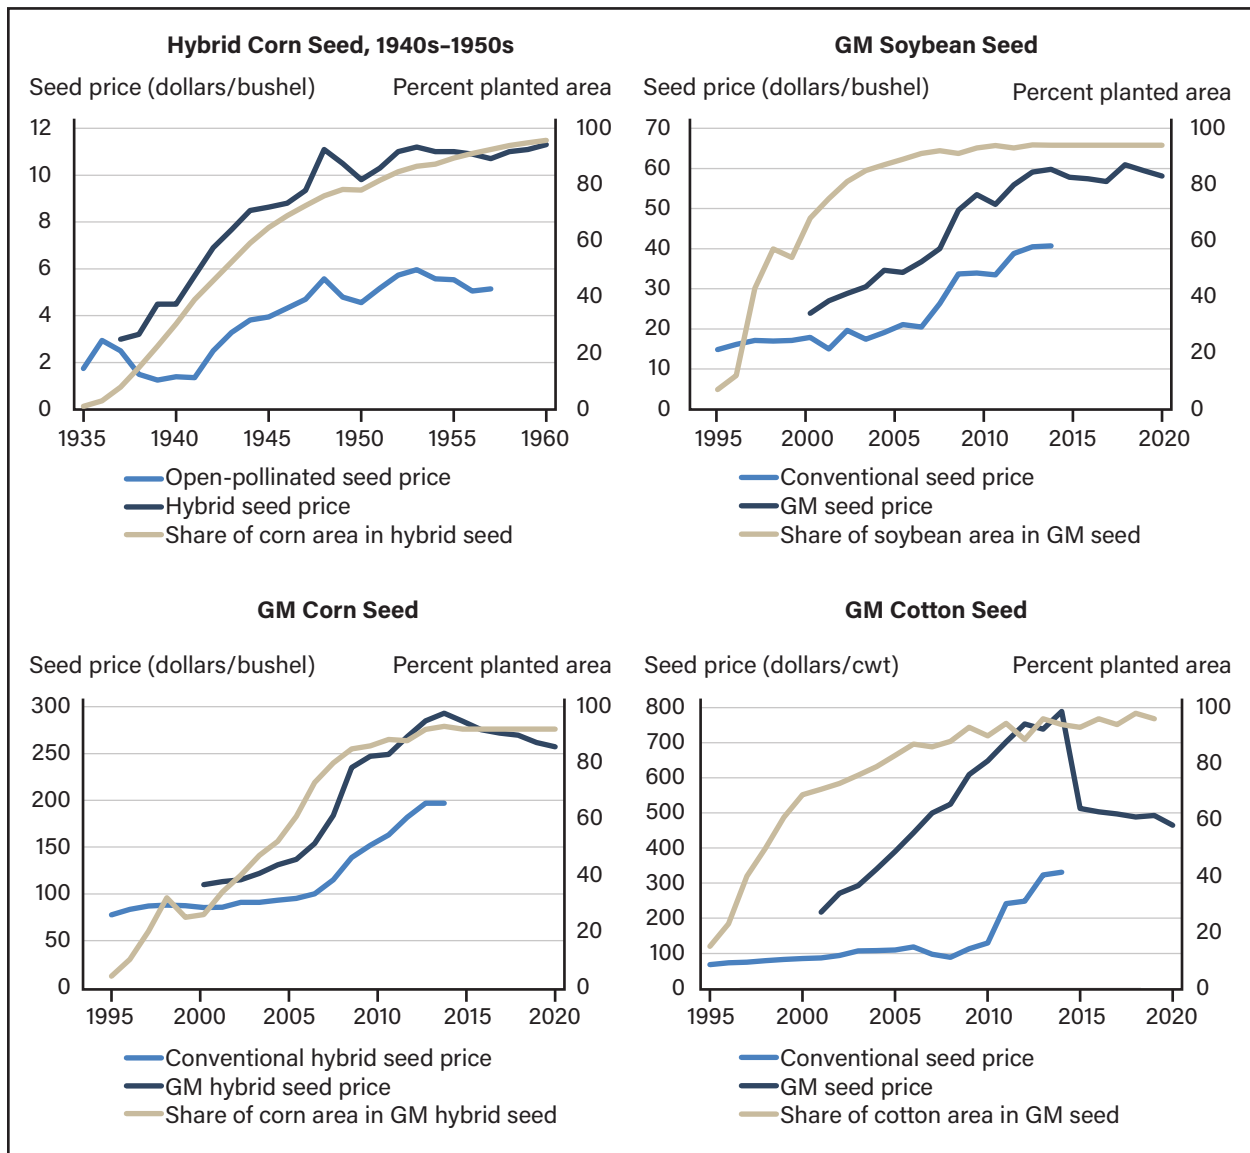 Hybrid Corn Seed, 1940s–1950s
Seed price (dollars/bushel) Percent planted area
12 100
10 80
8
60
6
40
4
20
2
0 0
1935 1940 1945 1950 1955 1960
Open-pollinated seed price
Hybrid seed price
Share of corn area in hybrid seed
GM Soybean Seed
Seed price (dollars/bushel) Percent planted area
70 100
60
80
50
60
40
30
40
20
20
10
0 0
1995 2000 2005 2010 2015 2020
Conventional seed price
GM seed price
Share of soybean area in GM seed
GM Corn Seed
Seed price (dollars/bushel) Percent planted area
300 100
250
80
200
60
150
40
100
20
50
0 0
1995 2000 2005 2010 2015 2020
Conventional hybrid seed price
GM hybrid seed price
Share of corn area in GM hybrid seed
GM Cotton Seed
Seed price (dollars/cwt) Percent planted area
800 100
700
80
600
500
60
400
300
40
200
20
100
0 0
1995 2000 2005 2010 2015 2020
Conventional seed price
GM seed price
Share of cotton area in GM seed